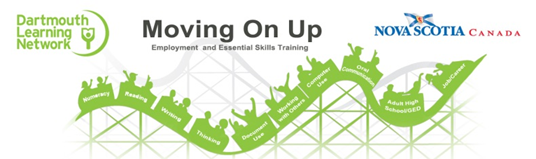 Dartmouth
Learning
Network
Moving On Up
Employment and Essential Skills Training
NOVA SCOTIA CANADA
Numeracy
Reading
Writing
Thinking
Document
Use
Working
with Others
Computer
Use
Oral
Communication
Adult High
School/GED
Job/Career